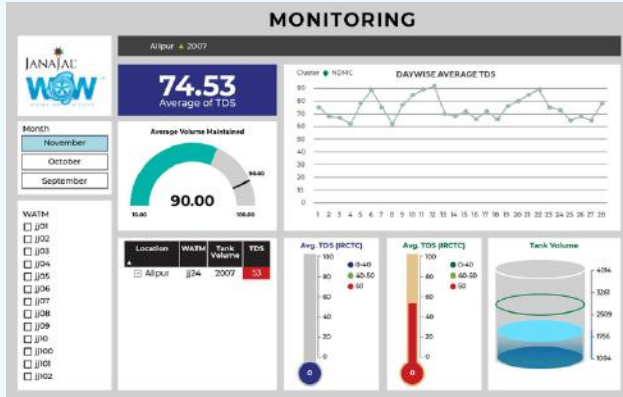 MONITORING
JANAJAL
WOW
Alipur ▲ 2007
74.53
Average of TDS
Month
November
October
September
Average Volume Maintained
90.00
90.00
10.00
100.00
Cluster ● NDMC
DAYWISE AVERAGE TDS
90
80
70
60
50
40
30
20
10
0
1 2 3 4 5 6 7 8 9 10 11 12 13 14 15 16 17 18 19 20 21 22 23 24 25 26 27 28
WATM
jj01
jj02
jj03
jj04
jj05
jj06
jj07
jj08
jj09
jj10
jj100
jj101
jj102
Location WATM Tank Volume TDS
Alipur jj24 2007 53
Avg. TDS (IRCTC)
100
80
60
40
20
0
0-40
40-50
50
0
Avg. TDS (IRCTC)
100
80
60
40
20
0
0-40
40-50
50
0
Tank Volume
4014
3261
2509
1756
1004